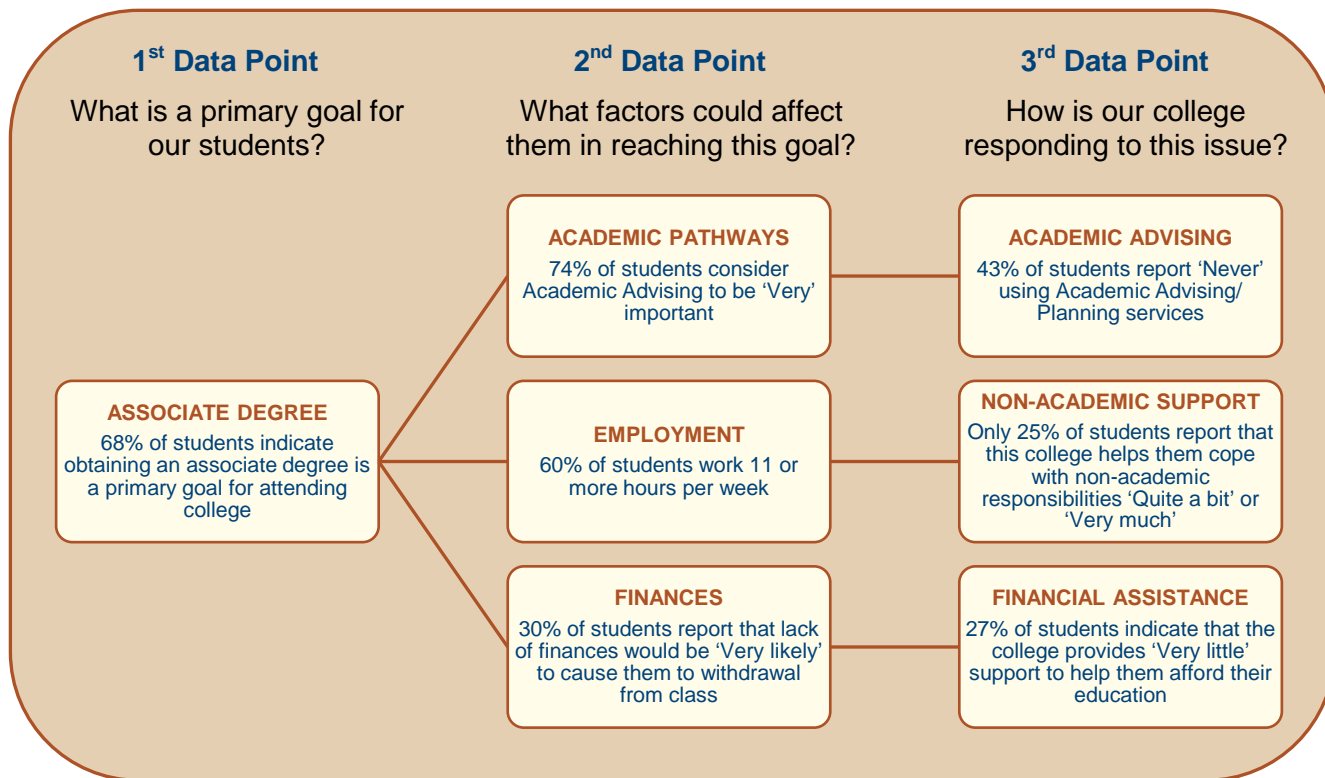 1st Data Point
What is a primary goal for
our students?
2nd Data Point
What factors could affect
them in reaching this goal?
3rd Data Point
How is our college
responding to this issue?
ASSOCIATE DEGREE
68% of students indicate
obtaining an associate degree is
a primary goal for attending
college
ACADEMIC PATHWAYS
74% of students consider
Academic Advising to be ‘Very’
important
ACADEMIC ADVISING
43% of students report ‘Never’
using Academic Advising/
Planning services
EMPLOYMENT
60% of students work 11 or
more hours per week
NON-ACADEMIC SUPPORT
Only 25% of students report that
this college helps them cope
with non-academic
responsibilities ‘Quite a bit’ or
‘Very much’
FINANCES
30% of students report that lack
of finances would be ‘Very likely’
to cause them to withdrawal
from class
FINANCIAL ASSISTANCE
27% of students indicate that the
college provides ‘Very little’
support to help them afford their
education